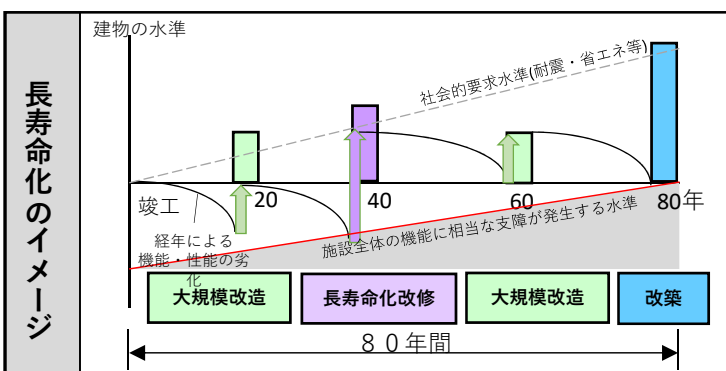 長寿命化のイメージ
建物の水準
社会的要求水準(耐震・省エネ等)
竣工
20
40
60
80年
経年による
機能・性能の劣
化
施設全体の機能に相当な支障が発生する水準
大規模改造
長寿命化改修
大規模改造
改築
８０年間